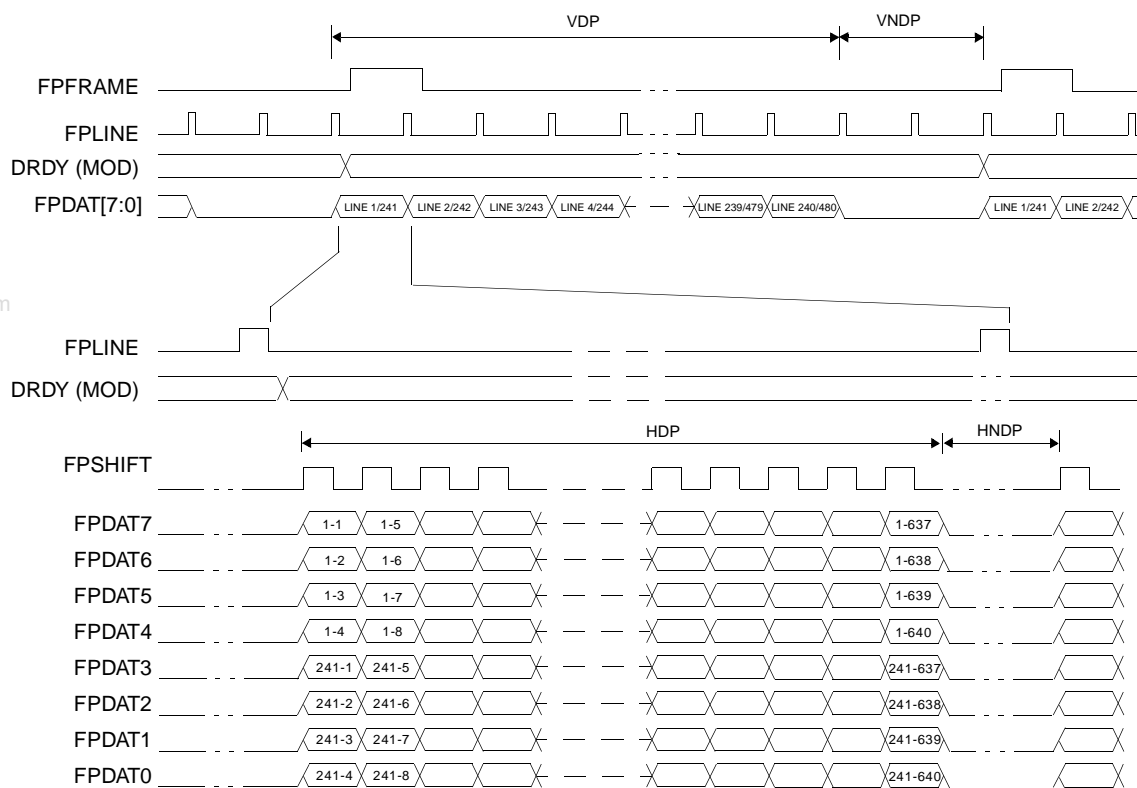 VDP
VNDP
FPFRAME
FPLINE
DRDY (MOD)
FPDAT[7:0]
LINE 1/241
LINE 2/242
LINE 3/243
LINE 4/244
LINE 239/479
LINE 240/480
LINE 1/241
LINE 2/242
m
FPLINE
DRDY (MOD)
HDP
HNDP
FPSHIFT
FPDAT7
1-1
1-5
1-637
FPDAT6
1-2
1-6
1-638
FPDAT5
1-3
1-7
1-639
FPDAT4
1-4
1-8
1-640
FPDAT3
241-1
241-5
241-637
FPDAT2
241-2
241-6
241-638
FPDAT1
241-3
241-7
241-639
FPDAT0
241-4
241-8
241-640